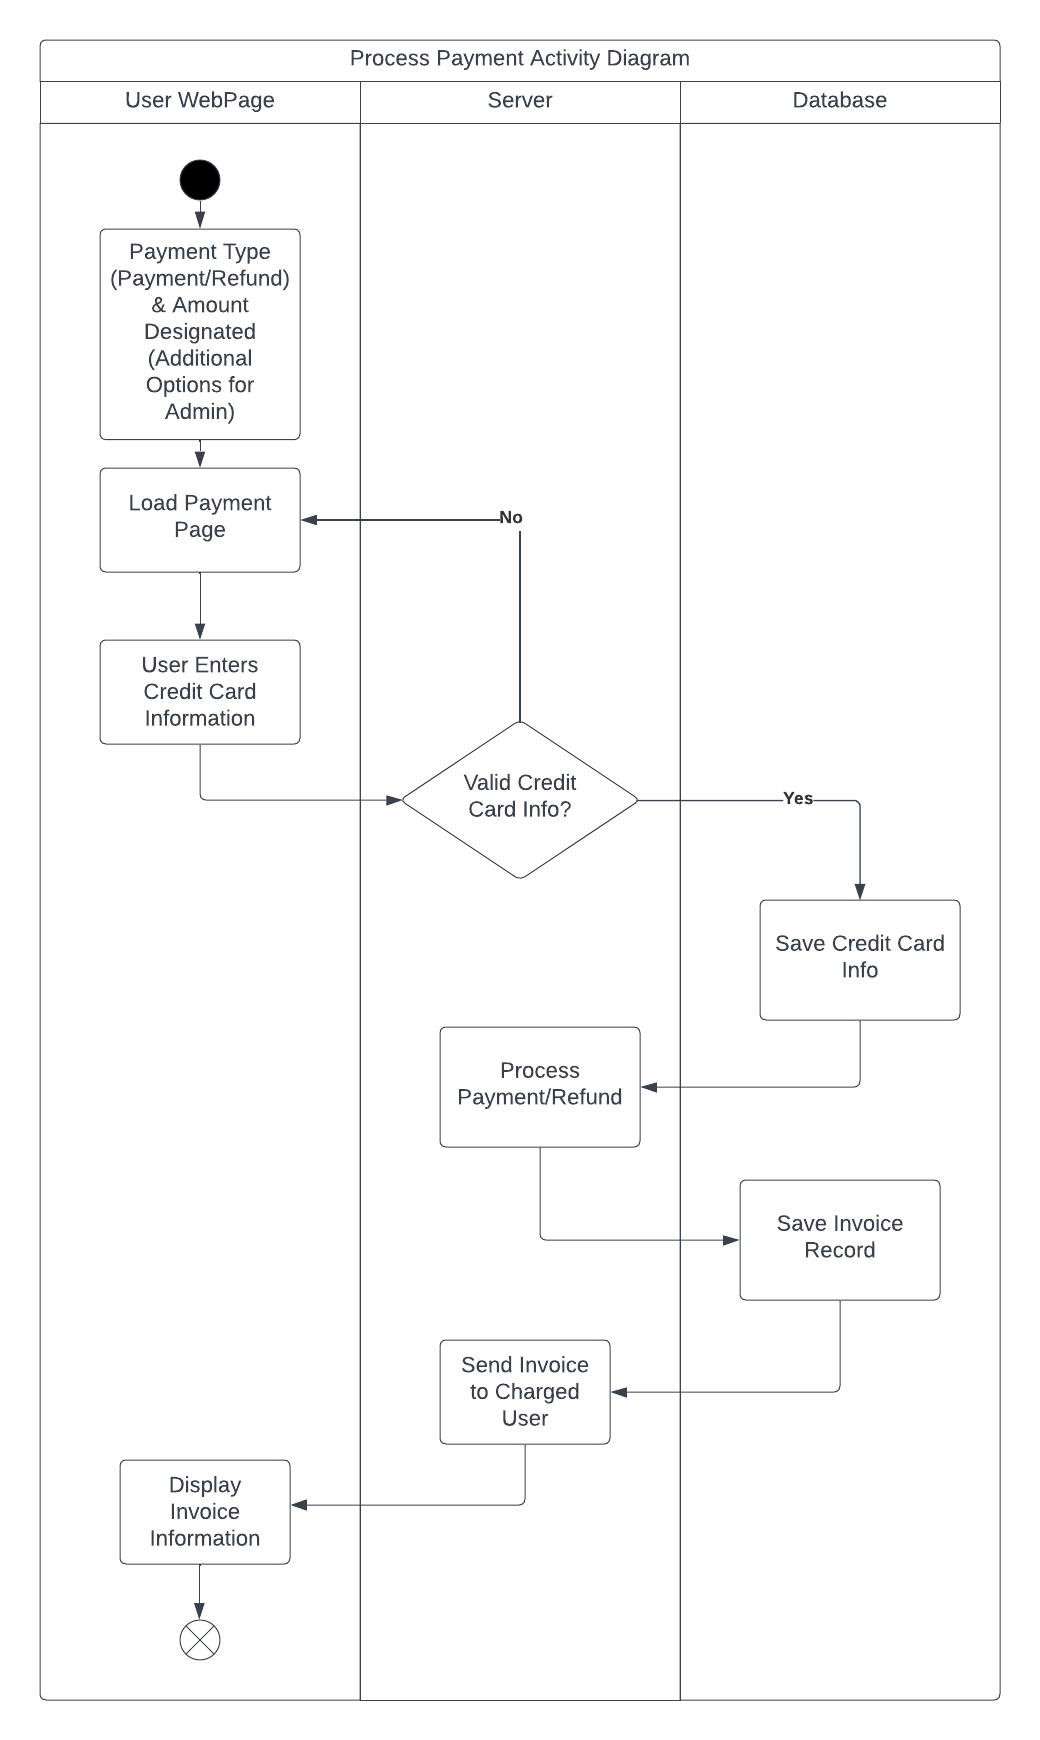 Process Payment Activity Diagram
User WebPage
Server
Database
Payment Type
(Payment/Refund)
& Amount
Designated
(Additional
Options for
Admin)
Load Payment
Page
No
User Enters
Credit Card
Information
Valid Credit
Card Info?
Yes
Save Credit Card
Info
Process
Payment/Refund
Save Invoice
Record
Send Invoice
to Charged
User
Display
Invoice
Information